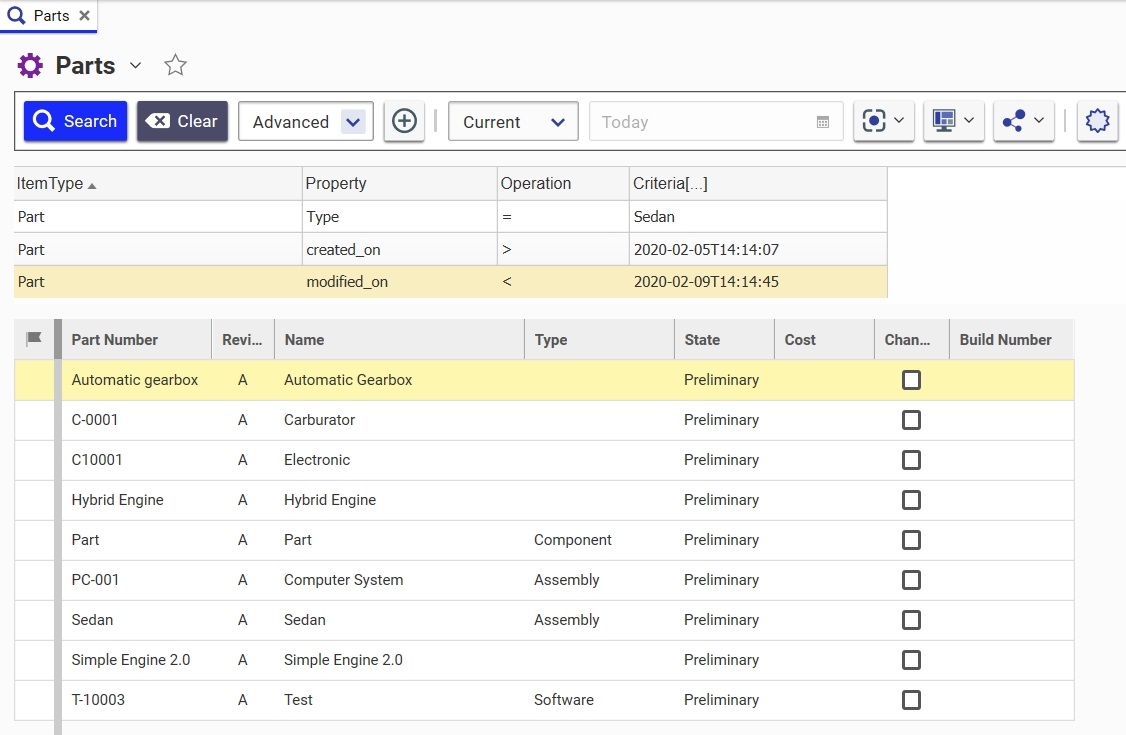 Parts
Parts
Search Clear Advanced Current Today
ItemType Property Operation Criteria[...]
Part Type = Sedan
Part created_on > 2020-02-05T14:14:07
Part modified_on < 2020-02-09T14:14:45
Part Number Revi... Name Type State Cost Chan... Build Number
Automatic gearbox A Automatic Gearbox Preliminary
C-0001 A Carburator Preliminary
C10001 A Electronic Preliminary
Hybrid Engine A Hybrid Engine Preliminary
Part A Part Component Preliminary
PC-001 A Computer System Assembly Preliminary
Sedan A Sedan Assembly Preliminary
Simple Engine 2.0 A Simple Engine 2.0 Preliminary
T-10003 A Test Software Preliminary